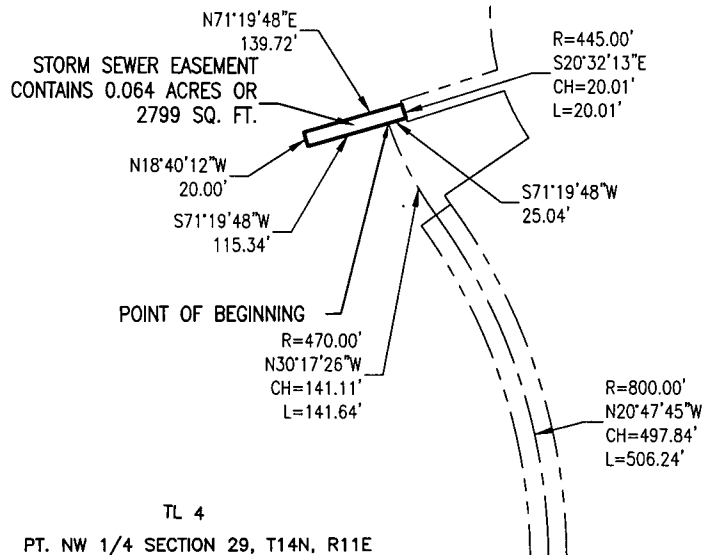 N71°19'48"E
139.72'
STORM SEWER EASEMENT
CONTAINS 0.064 ACRES OR
2799 SQ. FT.
R=445.00'
S20°32'13"E
CH=20.01'
L=20.01'
N18°40'12"W
20.00'
S71°19'48"W
115.34'
S71°19'48"W
25.04'
POINT OF BEGINNING
R=470.00'
N30°17'26"W
CH=141.11'
L=141.64'
R=800.00'
N20°47'45"W
CH=497.84'
L=506.24'
TL 4
PT. NW 1/4 SECTION 29, T14N, R11E